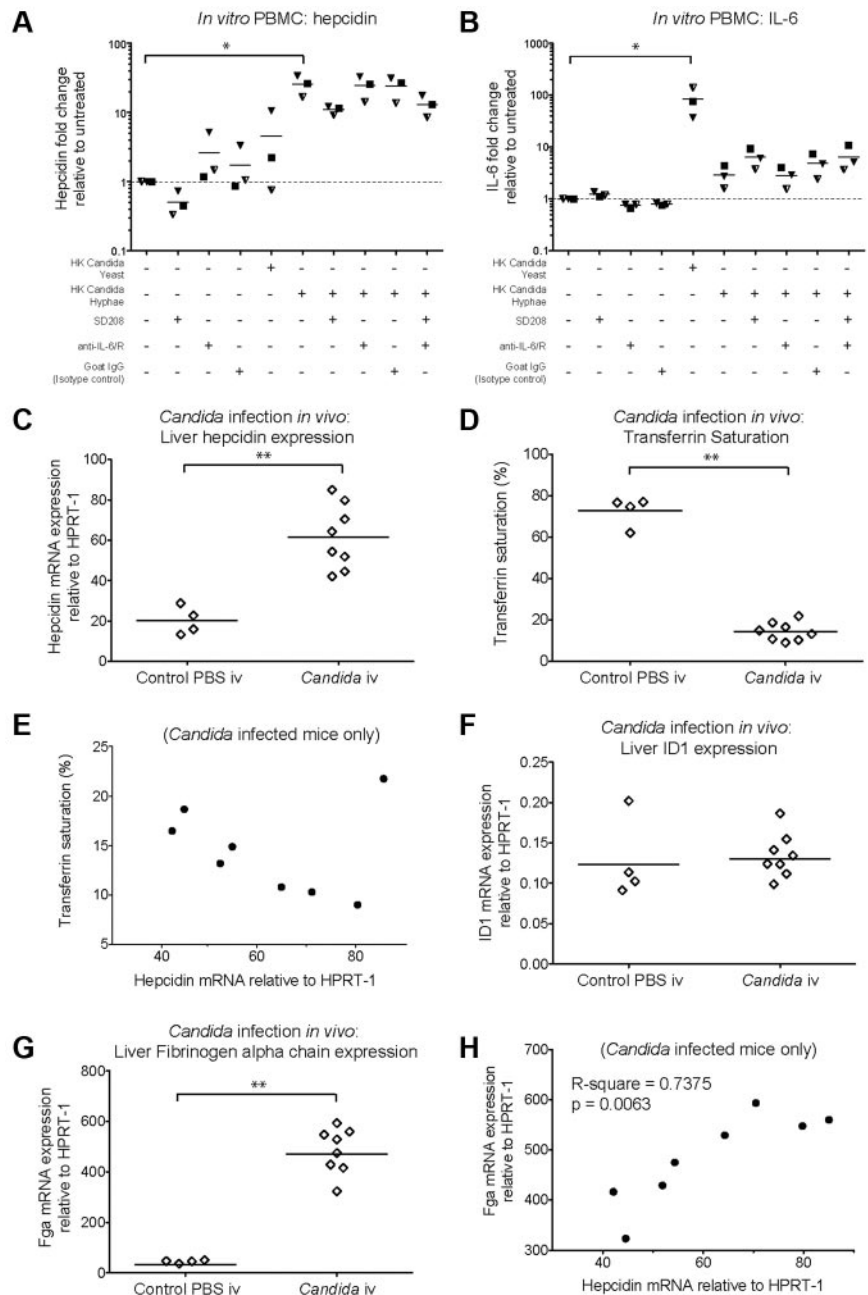 A
In vitro PBMC: hepcidin
*
Hepcidin fold change
relative to untreated
100
10
1
0.1
HK Candida
Yeast
- - - - + - - - - -
HK Candida
Hyphae
- - - - - + + + + +
SD208
- + - - - - + - - +
anti-IL-6/R
- - + - - - - + - +
Goat IgG
(Isotype control)
- - - + - - - - + -
B
In vitro PBMC: IL-6
*
IL-6 fold change
relative to untreated
1000
100
10
1
0.1
HK Candida
Yeast
- - - - + - - - - -
HK Candida
Hyphae
- - - - - + + + + +
SD208
- + - - - - + - - +
anti-IL-6/R
- - + - - - - + - +
Goat IgG
(Isotype control)
- - - + - - - - + -
C
Candida infection in vivo:
Liver hepcidin expression
**
Hepcidin mRNA expression
relative to HPRT-1
100
80
60
40
20
0
Control PBS iv
Candida iv
D
Candida infection in vivo:
Transferrin Saturation
**
Transferrin saturation (%)
100
80
60
40
20
0
Control PBS iv
Candida iv
E
(Candida infected mice only)
Transferrin saturation (%)
25
20
15
10
5
40
60
80
Hepcidin mRNA relative to HPRT-1
F
Candida infection in vivo:
Liver ID1 expression
ID1 mRNA expression
relative to HPRT-1
0.25
0.20
0.15
0.10
0.05
0.00
Control PBS iv
Candida iv
G
Candida infection in vivo:
Liver Fibrinogen alpha chain expression
**
Fga mRNA expression
relative to HPRT-1
800
600
400
200
0
Control PBS iv
Candida iv
H
(Candida infected mice only)
R-square = 0.7375
p = 0.0063
Fga mRNA expression
relative to HPRT-1
700
600
500
400
300
40
60
80
Hepcidin mRNA relative to HPRT-1